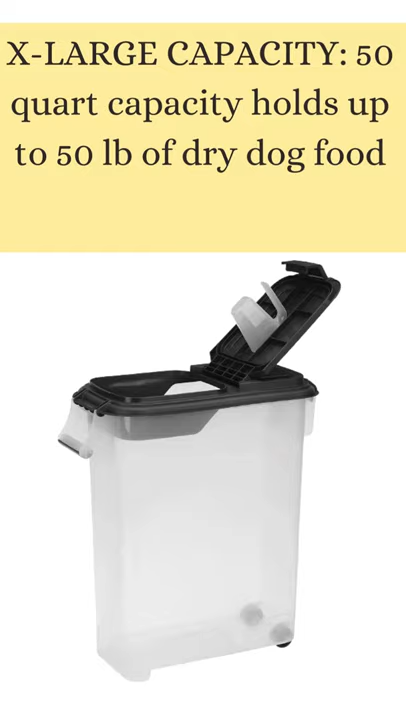 X-LARGE CAPACITY: 50
quart capacity holds up
to 50 lb of dry dog food